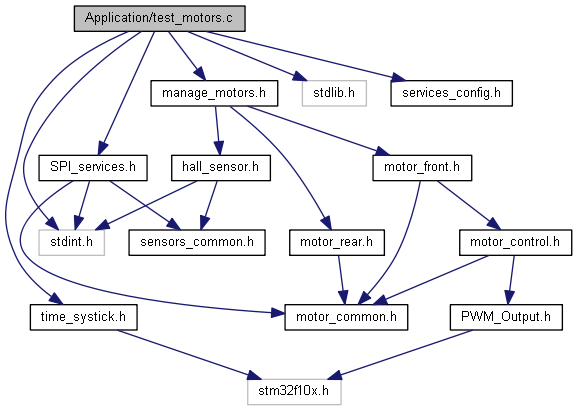 Application/test_motors.c
manage_motors.h
stdlib.h
services_config.h
SPI_services.h
hall_sensor.h
motor_front.h
stdint.h
sensors_common.h
motor_rear.h
motor_control.h
time_systick.h
motor_common.h
PWM_Output.h
stm32f10x.h